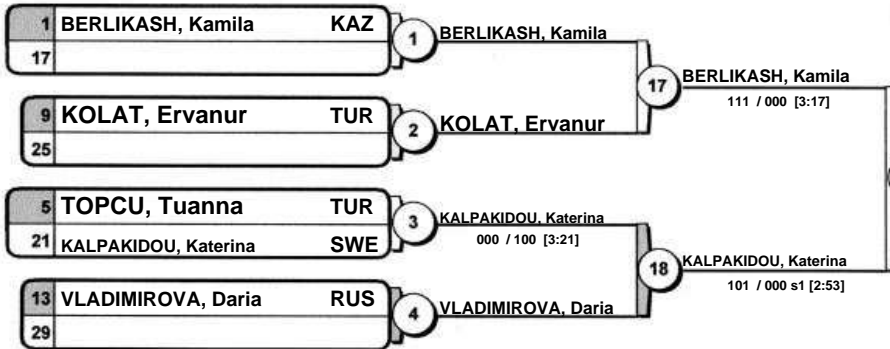 1 BERLIKASH, Kamila KAZ
17
1
BERLIKASH, Kamila
9 KOLAT, Ervanur TUR
25
2
KOLAT, Ervanur
17
BERLIKASH, Kamila
111 / 000 [3:17]
5 TOPCU, Tuanna TUR
21 KALPAKIDOU, Katerina SWE
3
KALPAKIDOU, Katerina
000 / 100 [3:21]
13 VLADIMIROVA, Daria RUS
29
4
VLADIMIROVA, Daria
18
KALPAKIDOU, Katerina
101 / 000 s1 [2:53]